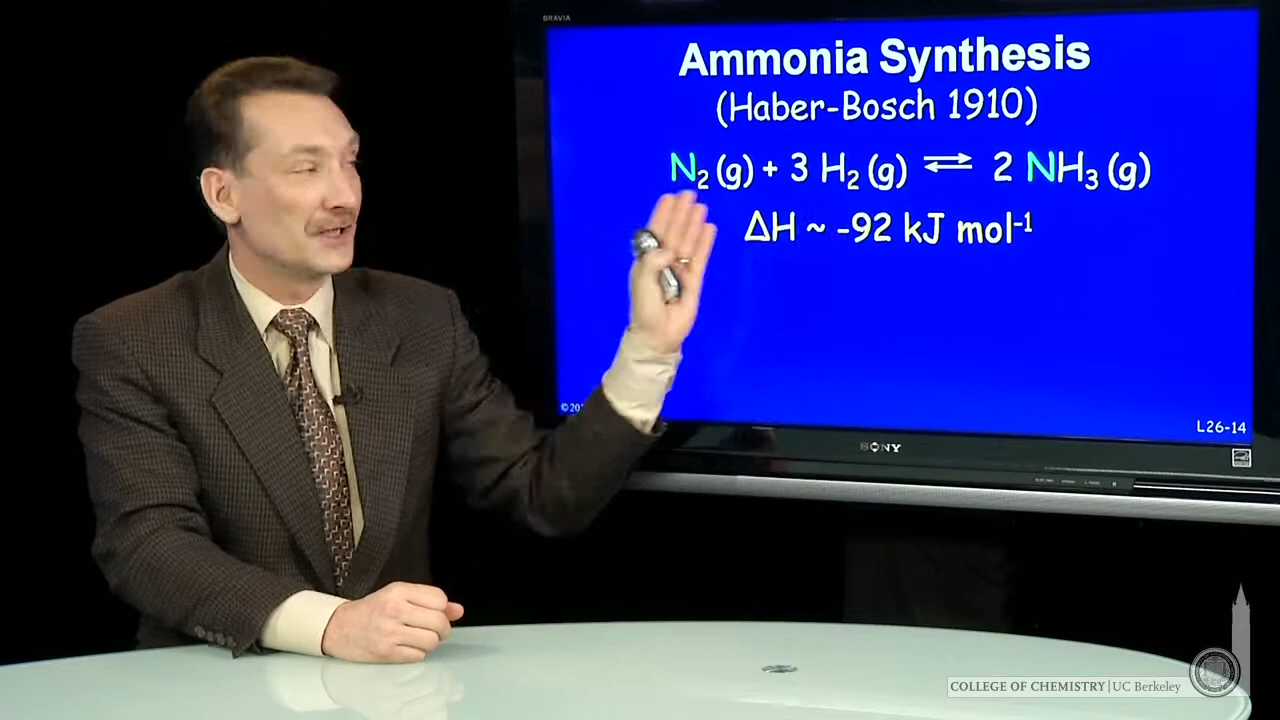 BRAVIA
Ammonia Synthesis
(Haber-Bosch 1910)
N₂ (g) + 3 H₂ (g) ⇌ 2 NH₃ (g)
ΔH ~ -92 kJ mol⁻¹
L26-14
SONY
COLLEGE OF CHEMISTRY | UC Berkeley